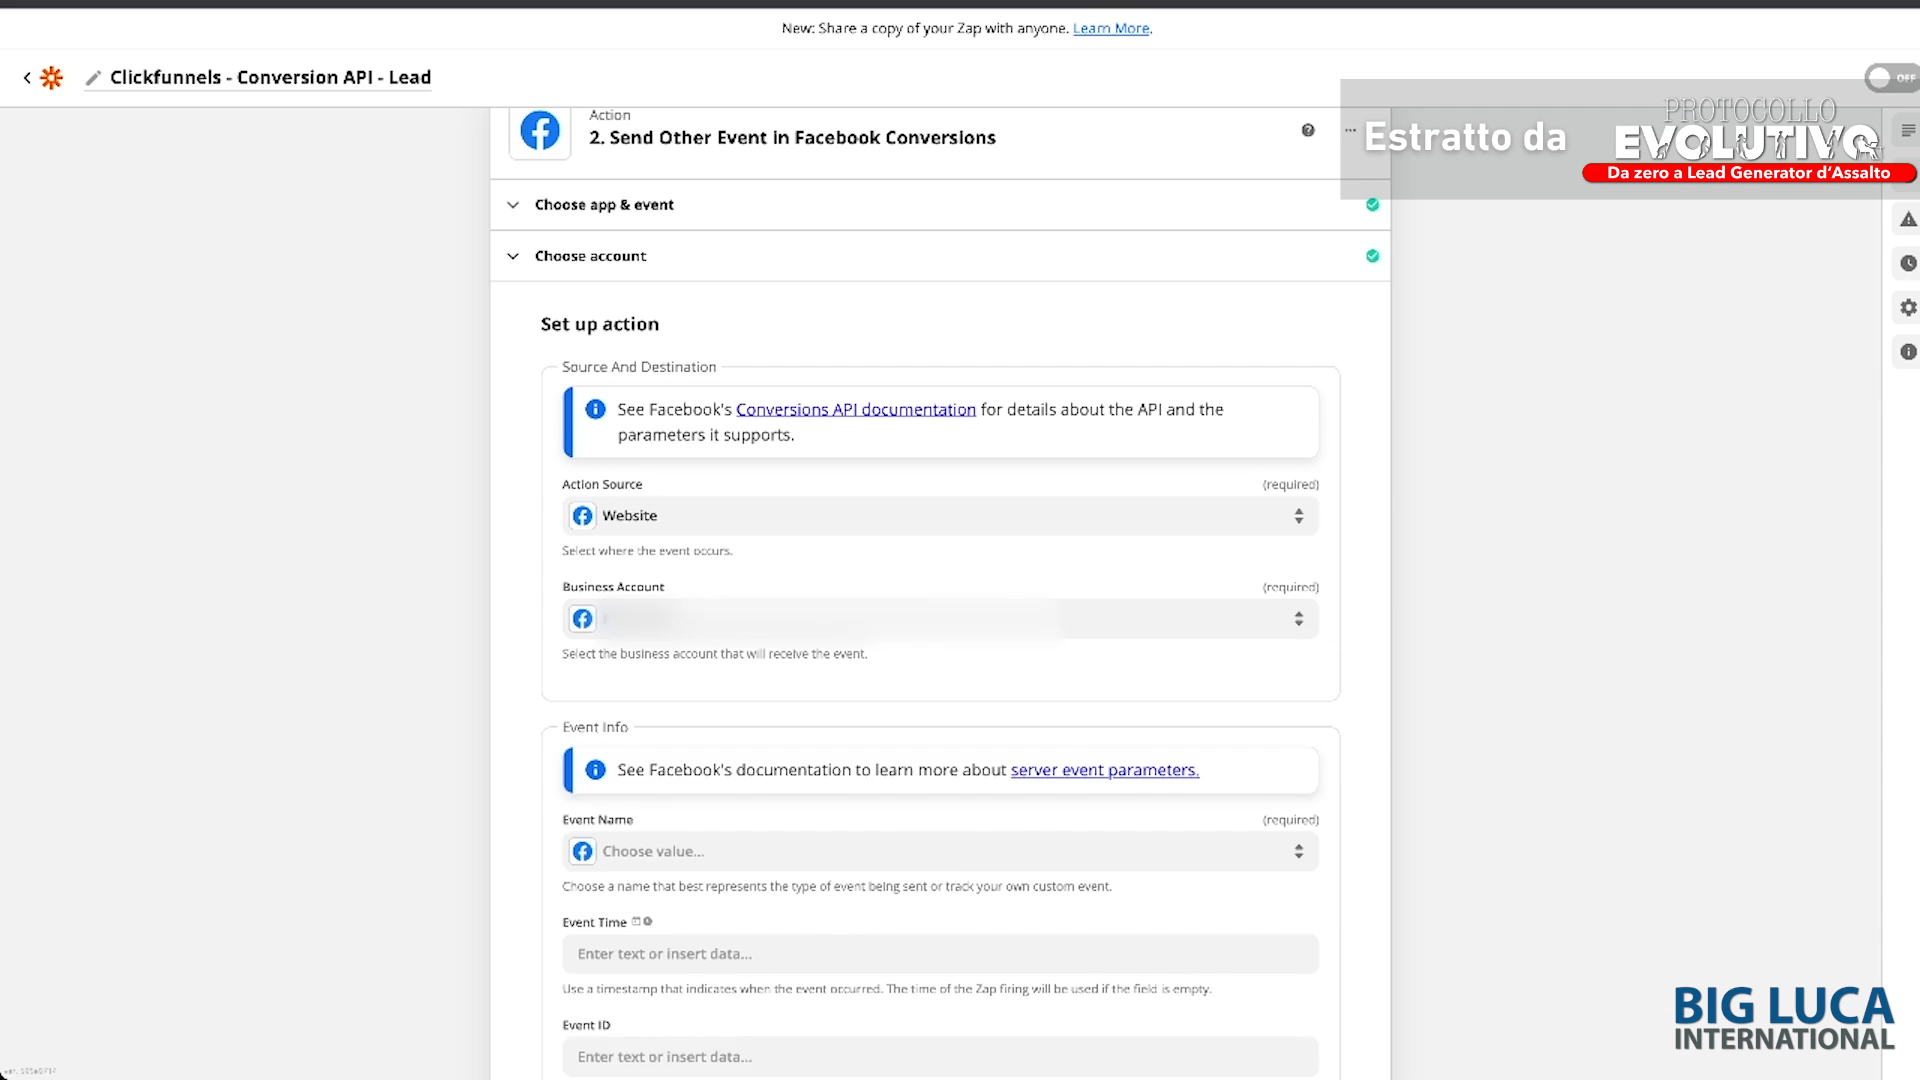 New: Share a copy of your Zap with anyone. Learn More.
Clickfunnels - Conversion API - Lead
OFF
Action
2. Send Other Event in Facebook Conversions
Estratto da
PROTOCOLLO
EVOLUTIVO
Da zero a Lead Generator d'Assalto
Choose app & event
Choose account
Set up action
Source And Destination
See Facebook's Conversions API documentation for details about the API and the
parameters it supports.
Action Source
(required)
Website
Select where the event occurs.
Business Account
(required)
Select the business account that will receive the event.
Event Info
See Facebook's documentation to learn more about server event parameters.
Event Name
(required)
Choose value...
Choose a name that best represents the type of event being sent or track your own custom event.
Event Time
Enter text or insert data...
Use a timestamp that indicates when the event occurred. The time of the Zap firing will be used if the field is empty.
Event ID
Enter text or insert data...
BIG LUCA
INTERNATIONAL